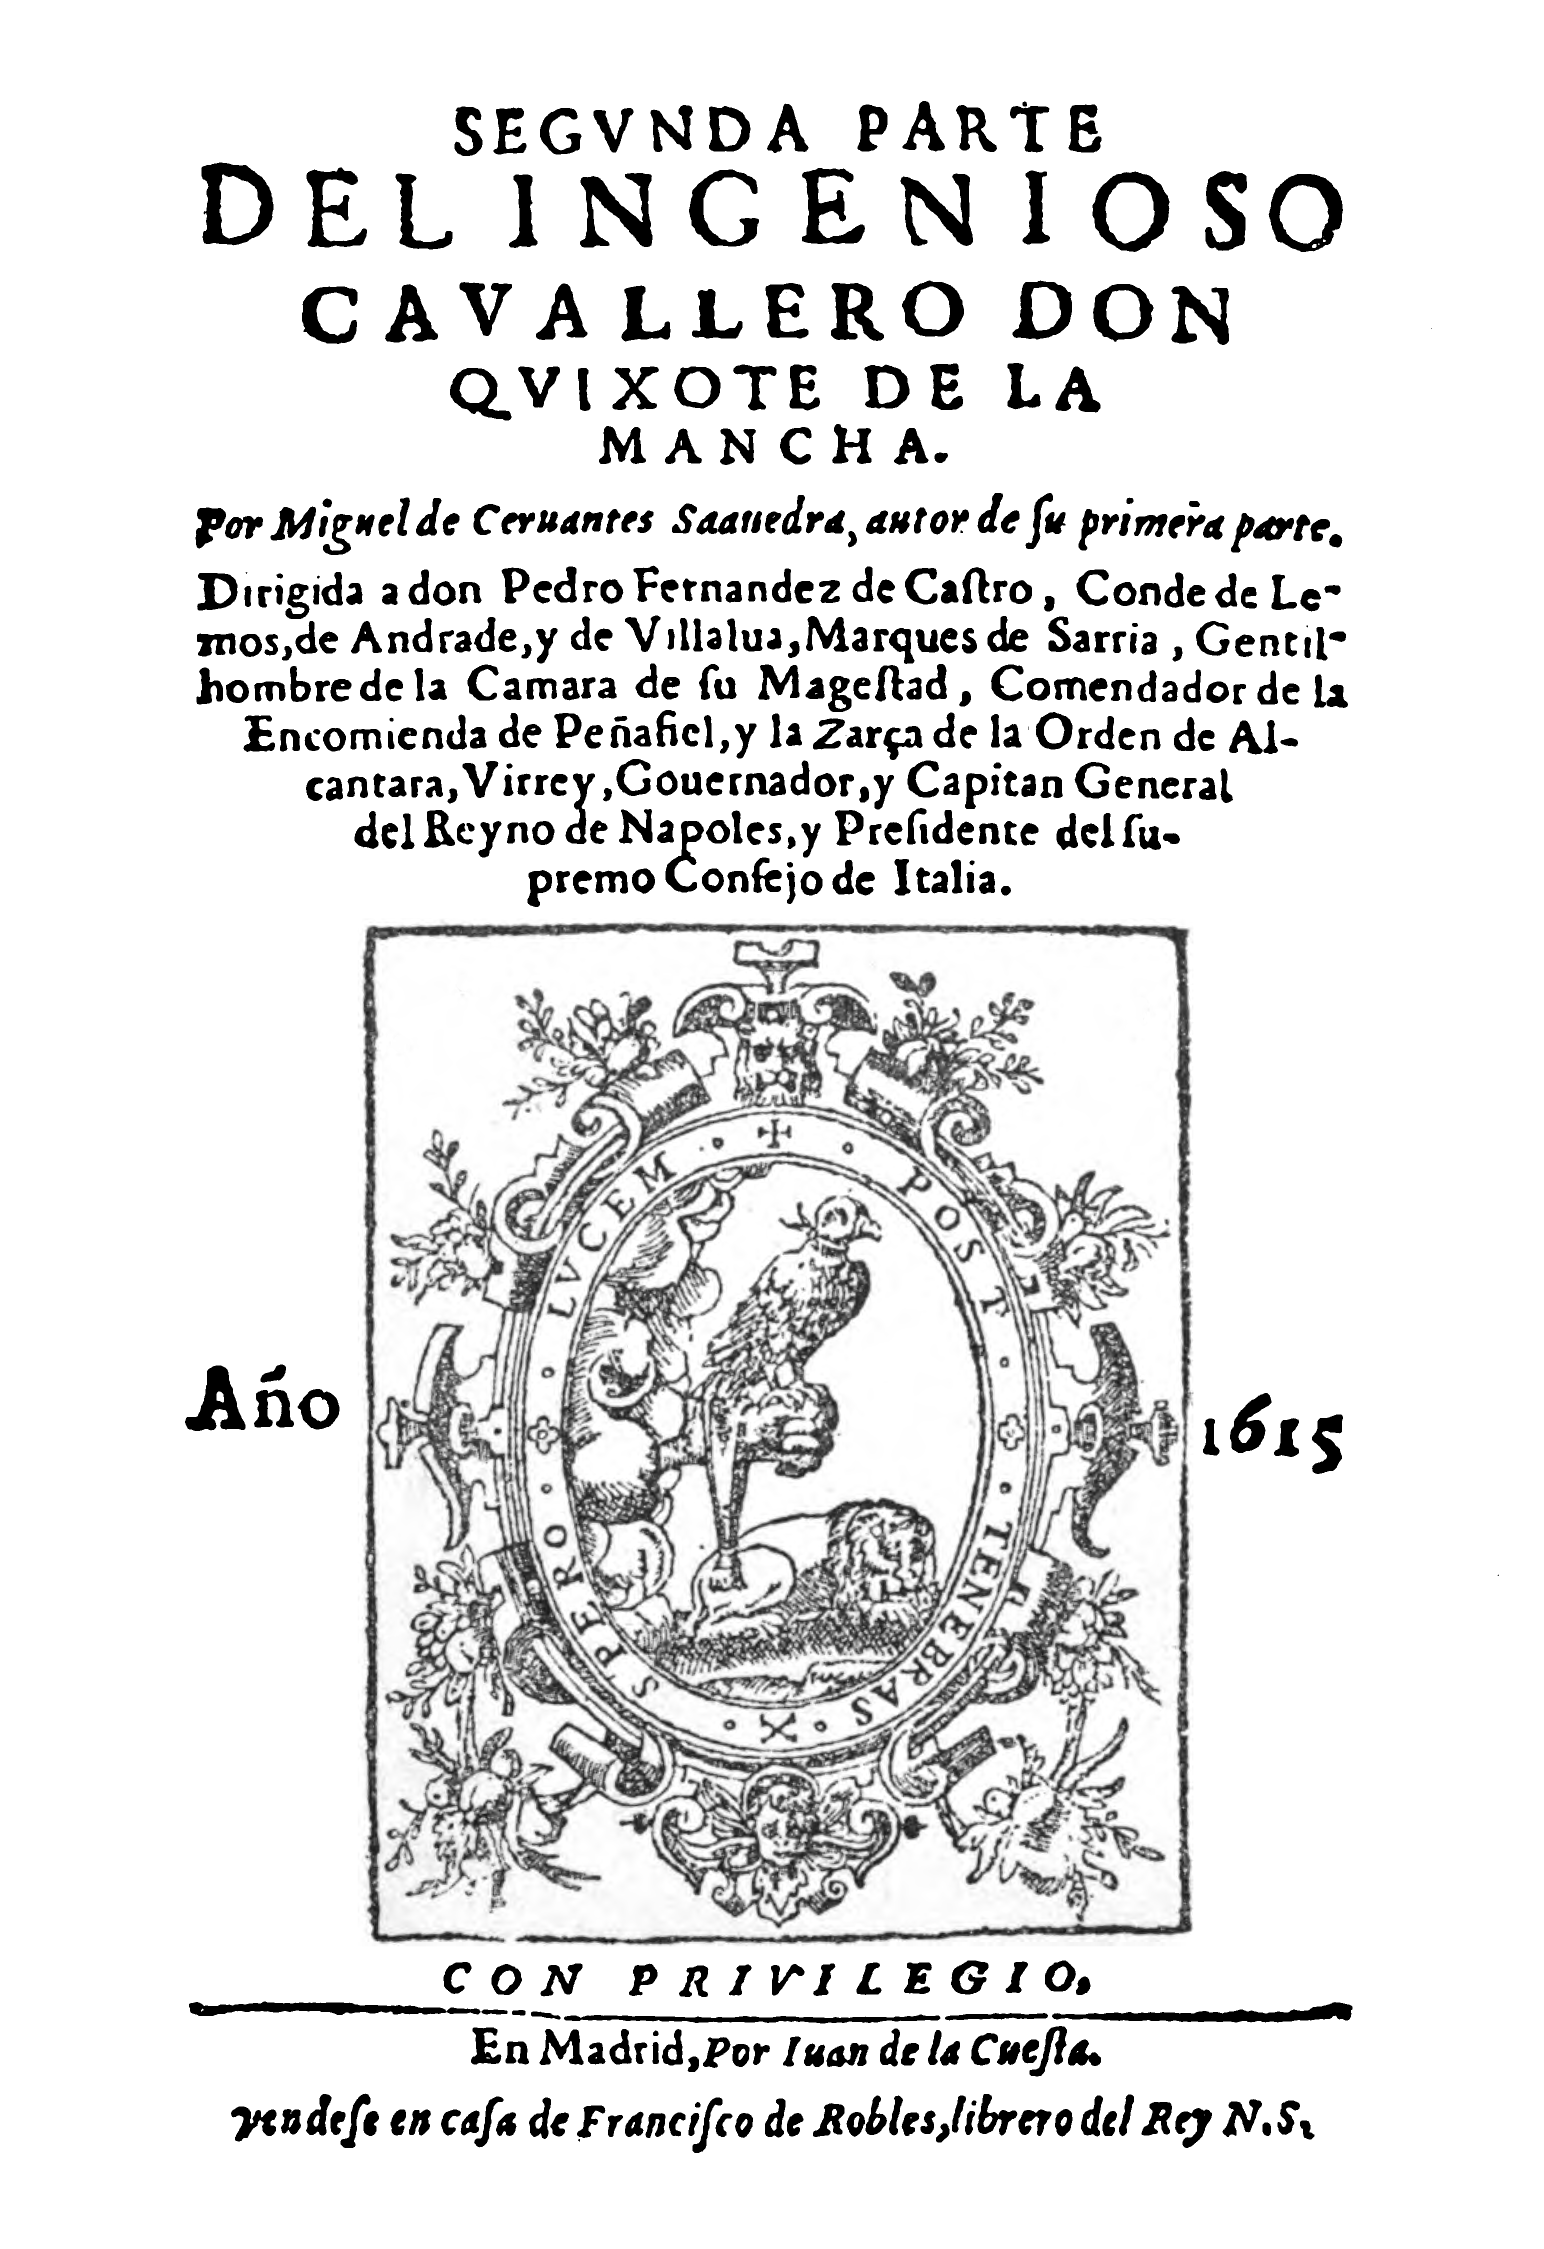 SEGVNDA PARTE
DEL INGENIOSO
CAVALLERO DON
QVIXOTE DE LA
MANCHA.
Por Miguel de Ceruantes Saauedra, autor de ſu primera parte.
Dirigida a don Pedro Fernandez de Caſtro, Conde de Le-
mos, de Andrade, y de Villalua, Marques de Sarria, Gentil-
hombre de la Camara de ſu Mageſtad, Comendador de la
Encomienda de Peñafiel, y la Zarça de la Orden de Al-
cantara, Virrey, Gouernador, y Capitan General
del Reyno de Napoles, y Preſidente del ſu-
premo Conſejo de Italia.
POST TENEBRAS SPERO LVCEM
Año 1615
CON PRIVILEGIO,
En Madrid, Por Iuan de la Cueſta.
vendeſe en caſa de Franciſco de Robles, librero del Rey N.S.